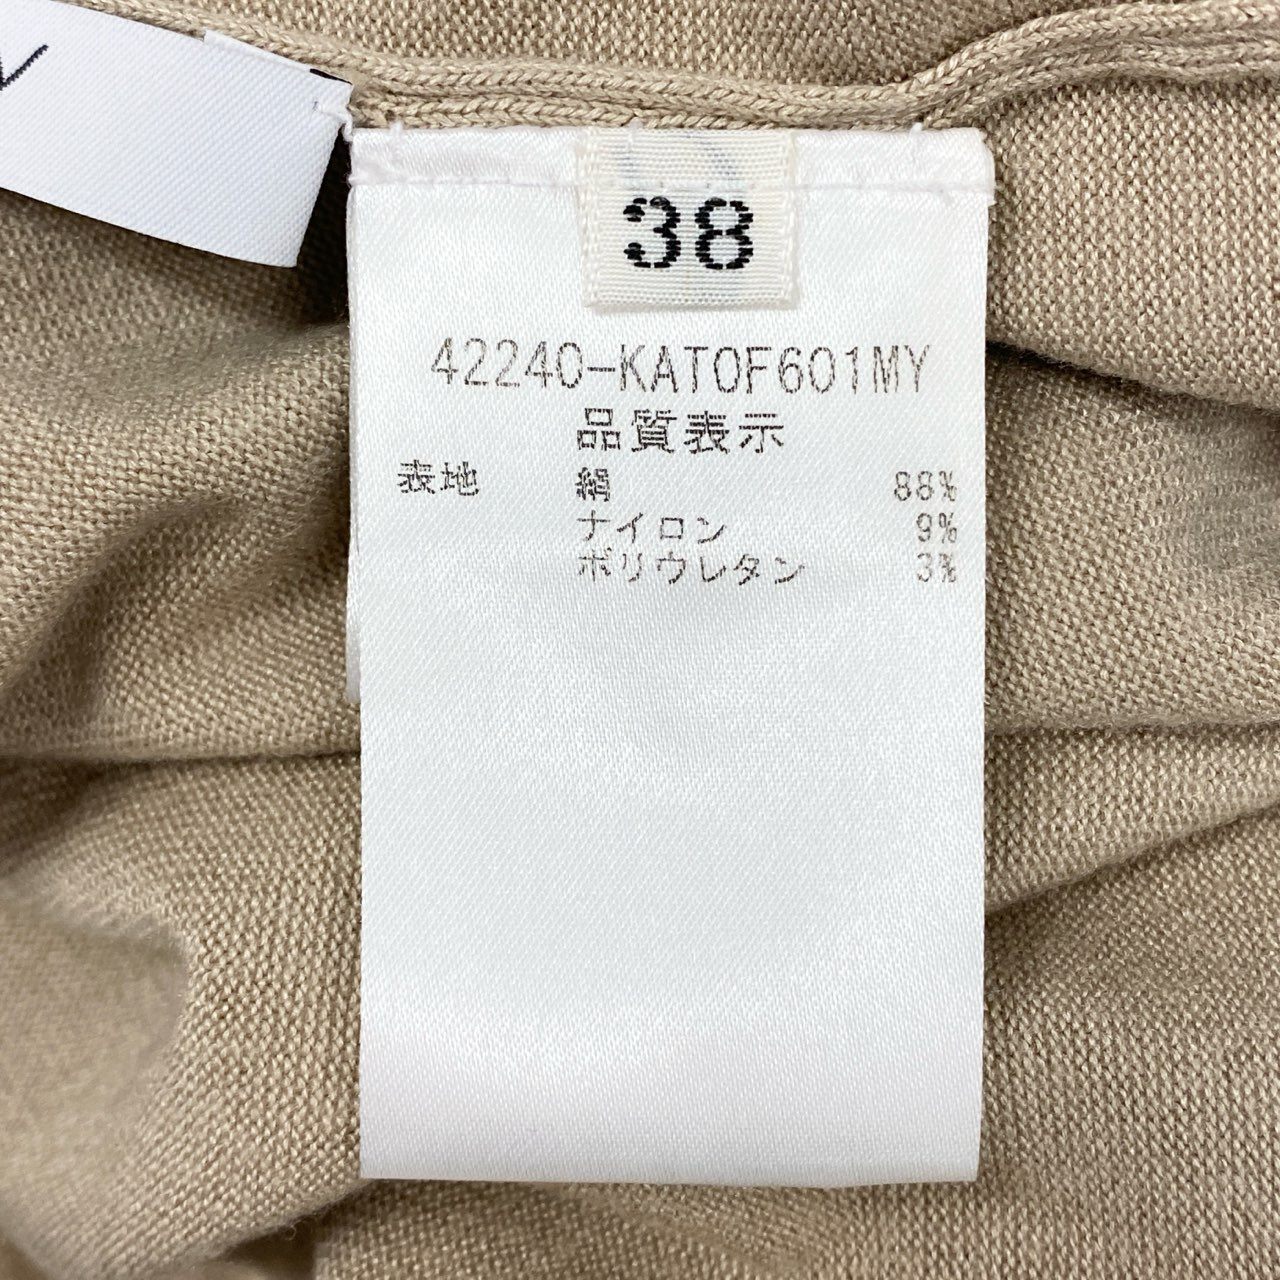 38
42240-KATOF601MY
品質表示
表地 絹 88%
ナイロン 9%
ポリウレタン 3%